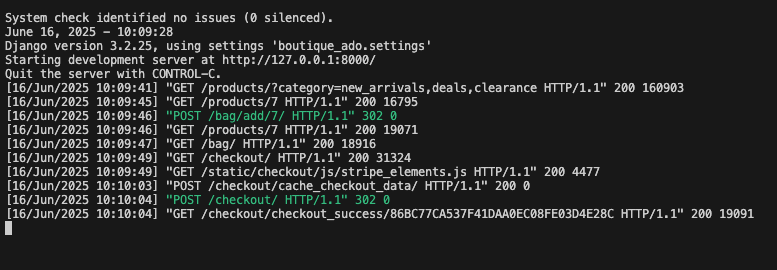 System check identified no issues (0 silenced).
June 16, 2025 - 10:09:28
Django version 3.2.25, using settings 'boutique_ado.settings'
Starting development server at http://127.0.0.1:8000/
Quit the server with CONTROL-C.
[16/Jun/2025 10:09:41] "GET /products/?category=new_arrivals,deals,clearance HTTP/1.1" 200 160903
[16/Jun/2025 10:09:45] "GET /products/7 HTTP/1.1" 200 16795
[16/Jun/2025 10:09:46] "POST /bag/add/7/ HTTP/1.1" 302 0
[16/Jun/2025 10:09:46] "GET /products/7 HTTP/1.1" 200 19071
[16/Jun/2025 10:09:47] "GET /bag/ HTTP/1.1" 200 18916
[16/Jun/2025 10:09:49] "GET /checkout/ HTTP/1.1" 200 31324
[16/Jun/2025 10:09:49] "GET /static/checkout/js/stripe_elements.js HTTP/1.1" 200 4477
[16/Jun/2025 10:10:03] "POST /checkout/cache_checkout_data/ HTTP/1.1" 200 0
[16/Jun/2025 10:10:04] "POST /checkout/ HTTP/1.1" 302 0
[16/Jun/2025 10:10:04] "GET /checkout/checkout_success/86BC77CA537F41DAA0EC08FE03D4E28C HTTP/1.1" 200 19091